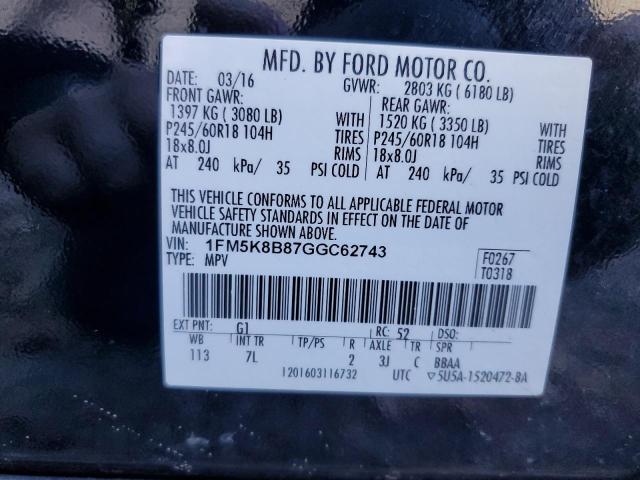 MFD. BY FORD MOTOR CO.
DATE: 03/16 GVWR: 2803 KG ( 6180 LB)
FRONT GAWR: REAR GAWR:
1397 KG ( 3080 LB) WITH 1520 KG ( 3350 LB) WITH
P245/60R18 104H TIRES P245/60R18 104H TIRES
18x8.0J RIMS 18x8.0J RIMS
AT 240 kPa/ 35 PSI COLD AT 240 kPa/ 35 PSI COLD
THIS VEHICLE CONFORMS TO ALL APPLICABLE FEDERAL MOTOR
VEHICLE SAFETY STANDARDS IN EFFECT ON THE DATE OF
MANUFACTURE SHOWN ABOVE.
VIN: 1FM5K8B87GGC62743 F0267
TYPE: MPV T0318
EXT PNT: G1 RC: 52 DSO:
WB INT TR TP/PS R AXLE TR SPR
113 7L 2 3J C BBAA
1201603116732 UTC ▽5U5A-1520472-BA